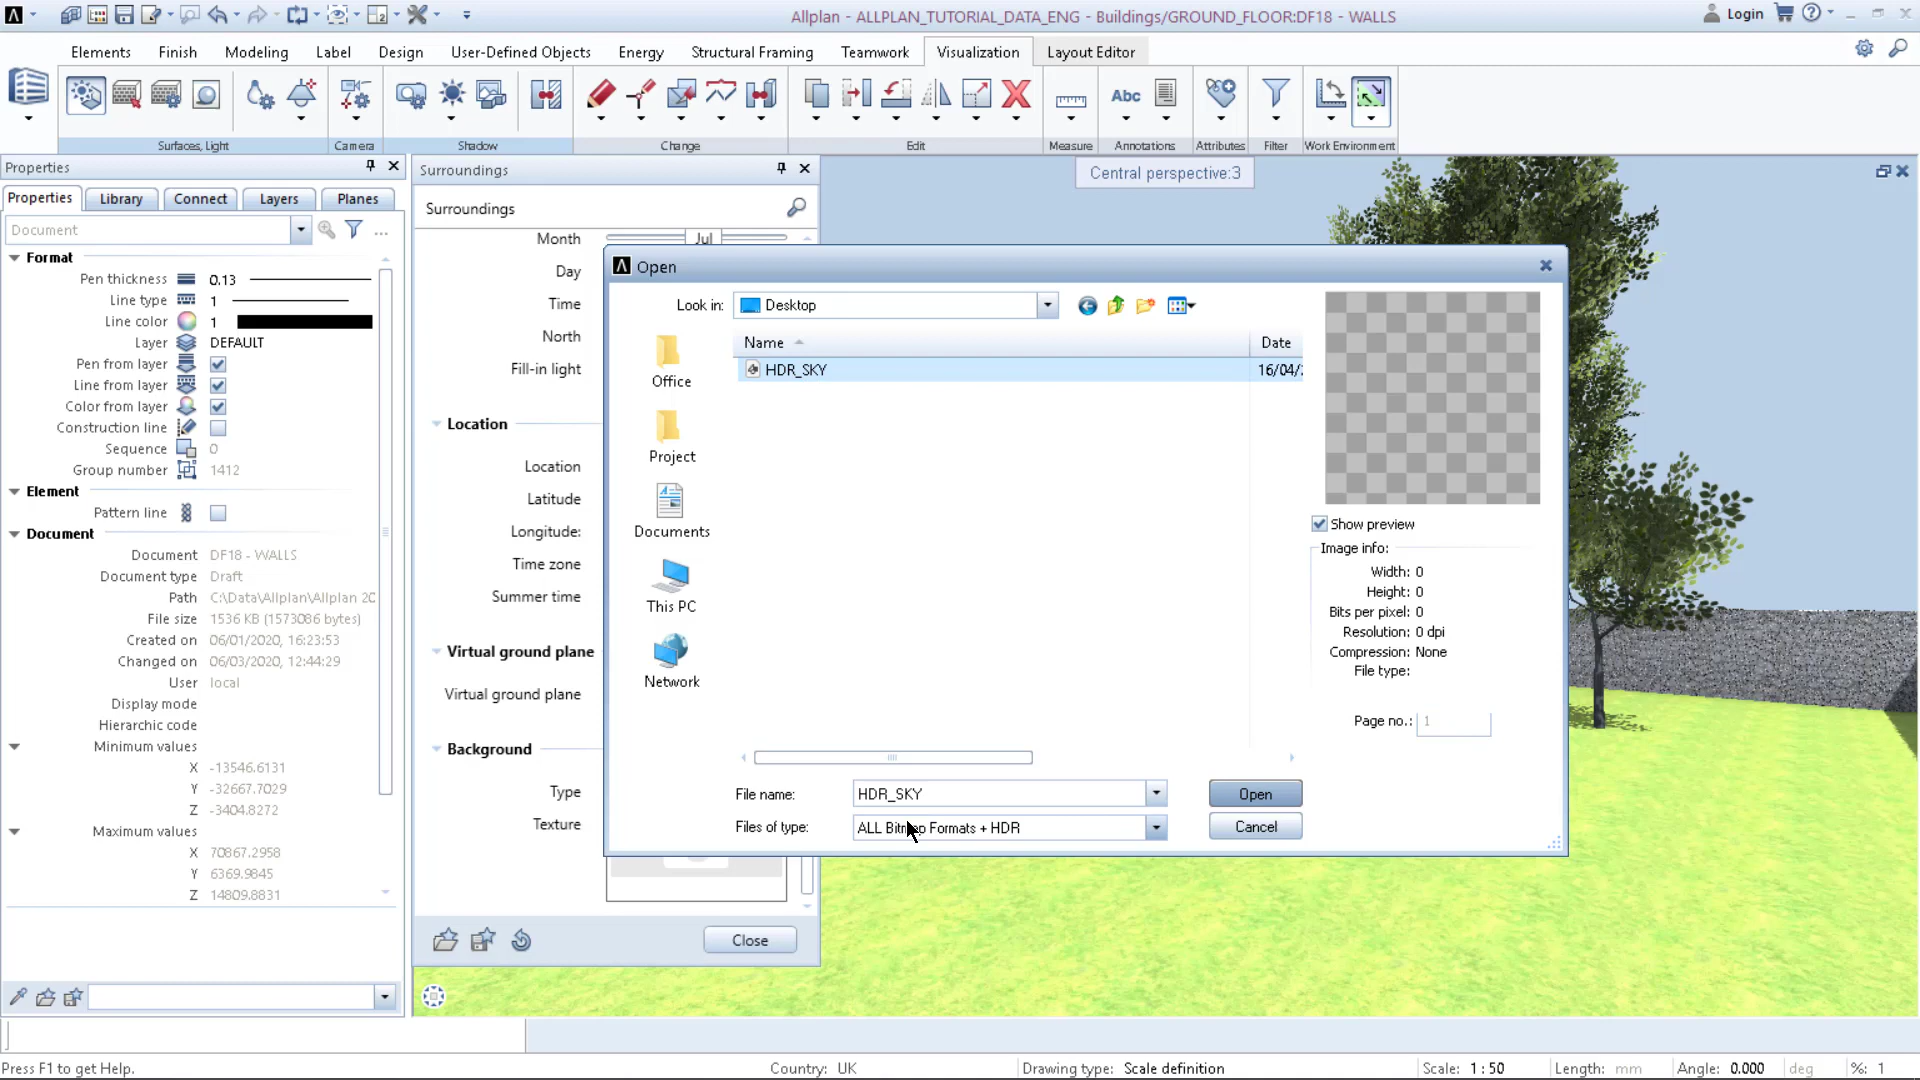 Allplan - ALLPLAN_TUTORIAL_DATA_ENG - Buildings/GROUND_FLOOR:DF18 - WALLS
Login
Elements Finish Modeling Label Design User-Defined Objects Energy Structural Framing Teamwork Visualization Layout Editor
Abc
Surfaces, Light Camera Shadow Change Edit Measure Annotations Attributes Filter Work Environment
Properties
Properties Library Connect Layers Planes
Document
Format
Pen thickness 0.13
Line type 1
Line color 1
Layer DEFAULT
Pen from layer
Line from layer
Color from layer
Construction line
Sequence 0
Group number 1412
Element
Pattern line
Document
Document DF18 - WALLS
Document type Draft
Path C:\Data\Allplan\Allplan 20
File size 1536 KB (1573086 bytes)
Created on 06/01/2020, 16:23:53
Changed on 06/03/2020, 12:44:29
User local
Display mode
Hierarchic code
Minimum values
X -13546.6131
Y -32667.7029
Z -3404.8272
Maximum values
X 70867.2958
Y 6369.9845
Z 14809.8831
Surroundings
Surroundings
Month Jul
Day
Time
North
Fill-in light
Location
Location
Latitude
Longitude:
Time zone
Summer time
Virtual ground plane
Virtual ground plane
Background
Type
Texture
Close
Central perspective:3
Open
Look in: Desktop
Name Date
HDR_SKY 16/04/
Office
Project
Documents
This PC
Network
File name: HDR_SKY Open
Files of type: ALL Bitmap Formats + HDR Cancel
Show preview
Image info:
Width: 0
Height: 0
Bits per pixel: 0
Resolution: 0 dpi
Compression: None
File type:
Page no.: 1
Press F1 to get Help. Country: UK Drawing type: Scale definition Scale: 1 : 50 Length: mm Angle: 0.000 deg %: 1